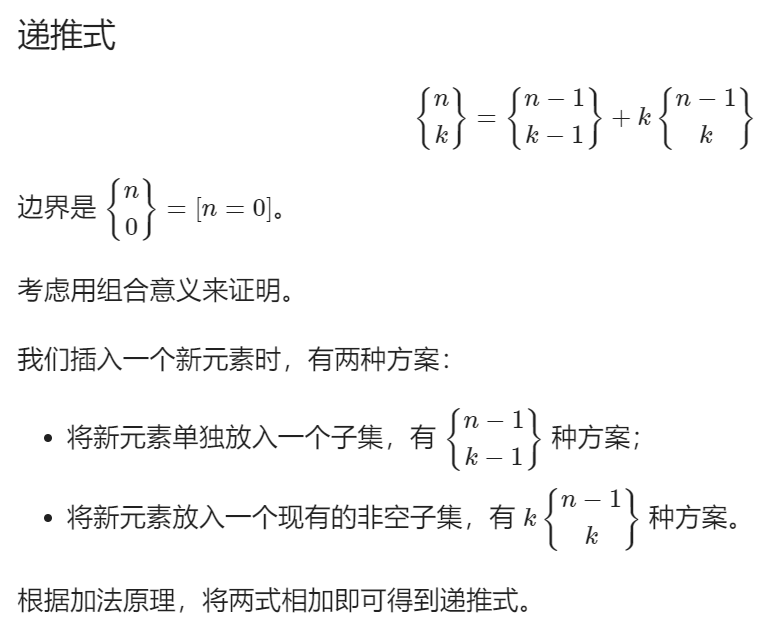 递推式
$\begin{Bmatrix} n \\ k \end{Bmatrix} = \begin{Bmatrix} n-1 \\ k-1 \end{Bmatrix} + k \begin{Bmatrix} n-1 \\ k \end{Bmatrix}$
边界是 $\begin{Bmatrix} n \\ 0 \end{Bmatrix} = [n=0]$。
考虑用组合意义来证明。
我们插入一个新元素时，有两种方案：
• 将新元素单独放入一个子集，有 $\begin{Bmatrix} n-1 \\ k-1 \end{Bmatrix}$ 种方案；
• 将新元素放入一个现有的非空子集，有 $k \begin{Bmatrix} n-1 \\ k \end{Bmatrix}$ 种方案。
根据加法原理，将两式相加即可得到递推式。